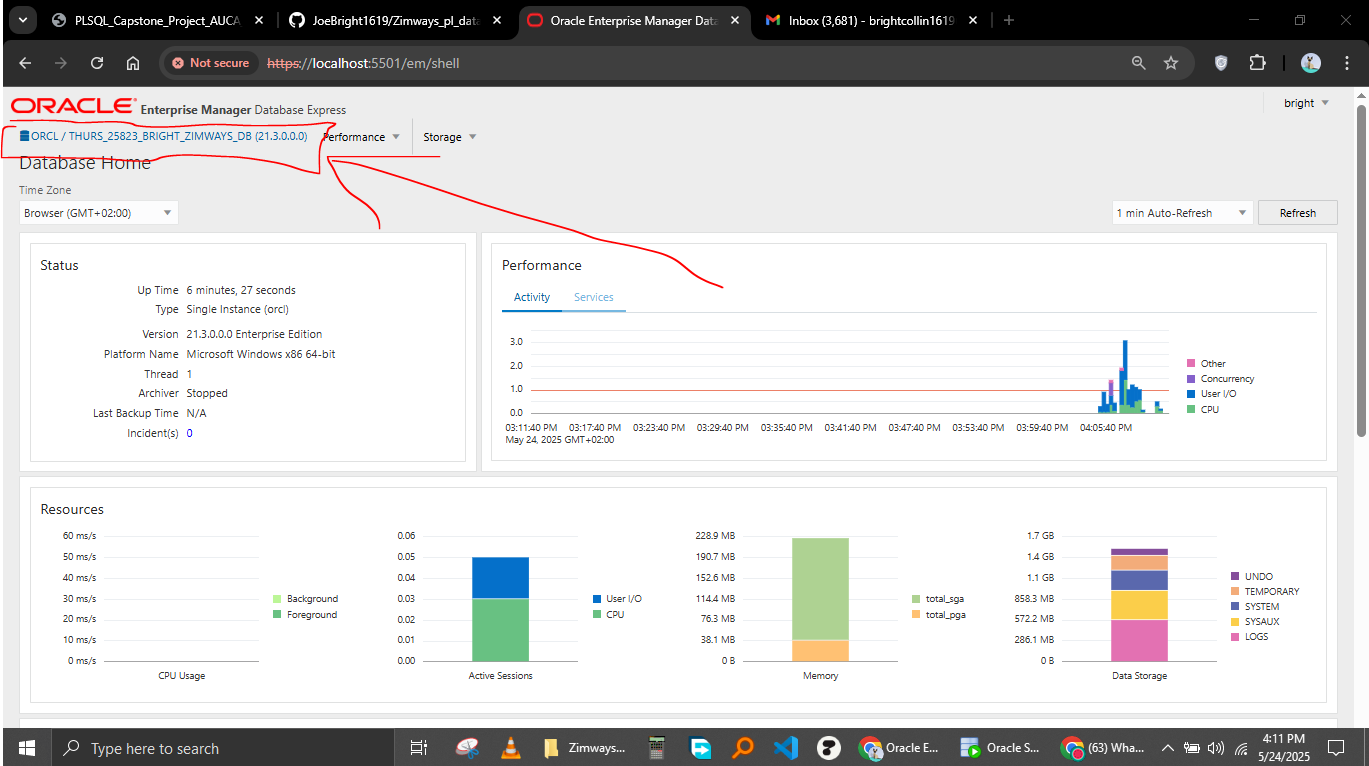 PLSQL_Capstone_Project_AUCA
JoeBright1619/Zimways_pl_data
Oracle Enterprise Manager Data
Inbox (3,681) - brightcollin1619
Not secure https://localhost:5501/em/shell
ORACLE Enterprise Manager Database Express
bright
ORCL / THURS_25823_BRIGHT_ZIMWAYS_DB (21.3.0.0.0)
Performance
Storage
Database Home
Time Zone
Browser (GMT+02:00)
1 min Auto-Refresh
Refresh
Status
Up Time 6 minutes, 27 seconds
Type Single Instance (orcl)
Version 21.3.0.0.0 Enterprise Edition
Platform Name Microsoft Windows x86 64-bit
Thread 1
Archiver Stopped
Last Backup Time N/A
Incident(s) 0
Performance
Activity Services
3.0
2.0
1.0
0.0
03:11:40 PM 03:17:40 PM 03:23:40 PM 03:29:40 PM 03:35:40 PM 03:41:40 PM 03:47:40 PM 03:53:40 PM 03:59:40 PM 04:05:40 PM
May 24, 2025 GMT+02:00
Other
Concurrency
User I/O
CPU
Resources
60 ms/s
50 ms/s
40 ms/s
30 ms/s
20 ms/s
10 ms/s
0 ms/s
CPU Usage
Background
Foreground
0.06
0.05
0.04
0.03
0.02
0.01
0.00
Active Sessions
User I/O
CPU
228.9 MB
190.7 MB
152.6 MB
114.4 MB
76.3 MB
38.1 MB
0 B
Memory
total_sga
total_pga
1.7 GB
1.4 GB
1.1 GB
858.3 MB
572.2 MB
286.1 MB
0 B
Data Storage
UNDO
TEMPORARY
SYSTEM
SYSAUX
LOGS
Type here to search
Zimways...
Oracle E...
Oracle S...
(63) Wha...
4:11 PM
5/24/2025